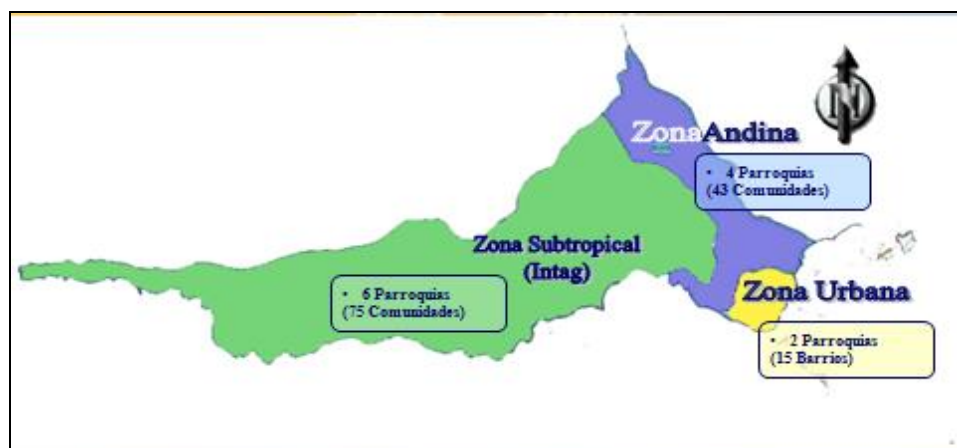 N
Zona Andina
• 4 Parroquias
(43 Comunidades)
Zona Subtropical
(Intag)
• 6 Parroquias
(75 Comunidades)
Zona Urbana
• 2 Parroquias
(15 Barrios)